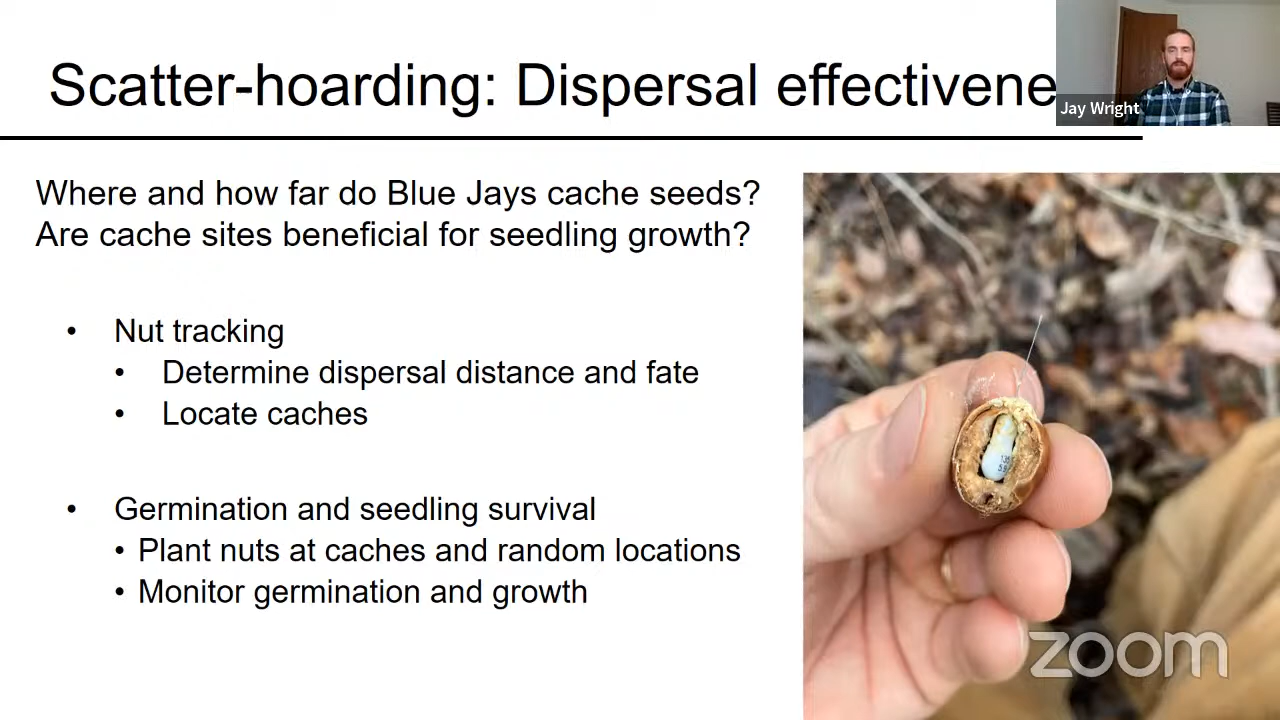 Scatter-hoarding: Dispersal effectivene
Jay Wright
Where and how far do Blue Jays cache seeds?
Are cache sites beneficial for seedling growth?
• Nut tracking
• Determine dispersal distance and fate
• Locate caches
• Germination and seedling survival
• Plant nuts at caches and random locations
• Monitor germination and growth
zoom